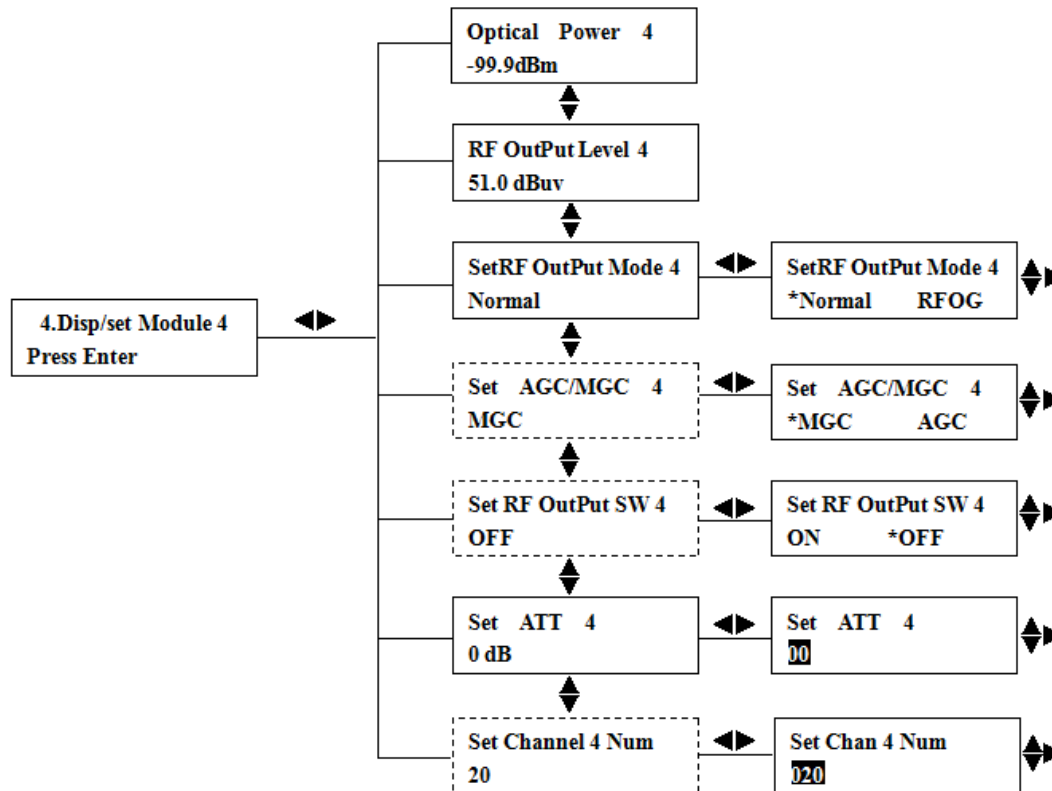 4.Disp/set Module 4
Press Enter
Optical Power 4
-99.9dBm
RF OutPut Level 4
51.0 dBuv
SetRF OutPut Mode 4
Normal
SetRF OutPut Mode 4
*Normal RFOG
Set AGC/MGC 4
MGC
Set AGC/MGC 4
*MGC AGC
Set RF OutPut SW 4
OFF
Set RF OutPut SW 4
ON *OFF
Set ATT 4
0 dB
Set ATT 4
00
Set Channel 4 Num
20
Set Chan 4 Num
020